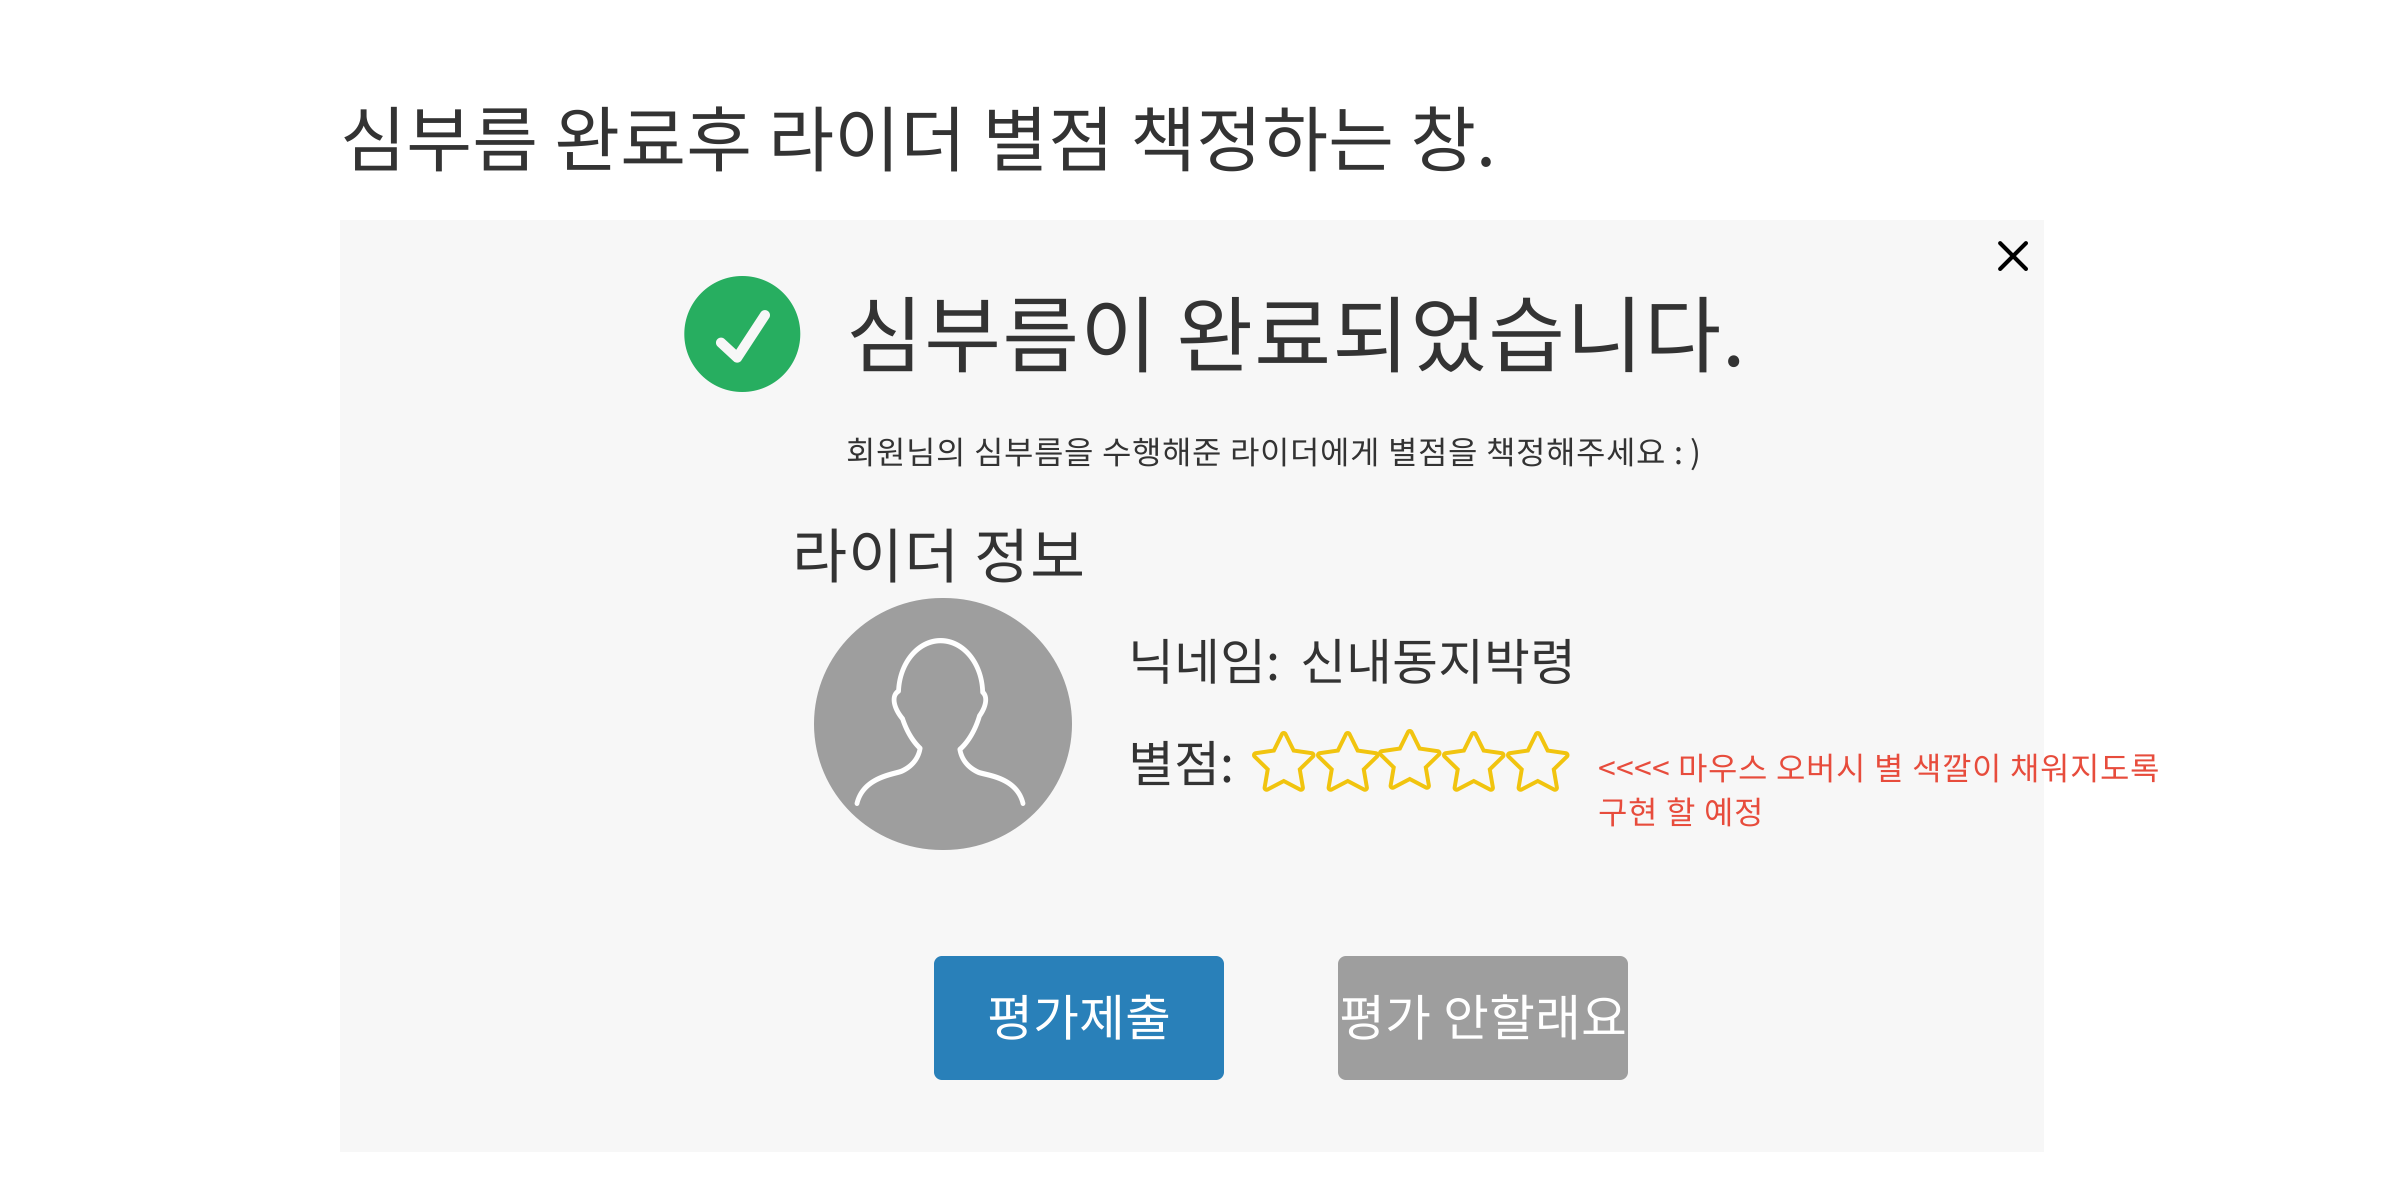 심부름 완료후 라이더 별점 책정하는 창.
심부름이 완료되었습니다.
회원님의 심부름을 수행해준 라이더에게 별점을 책정해주세요 : )
라이더 정보
닉네임: 신내동지박령
별점:
<<<< 마우스 오버시 별 색깔이 채워지도록
구현 할 예정
평가제출
평가 안할래요